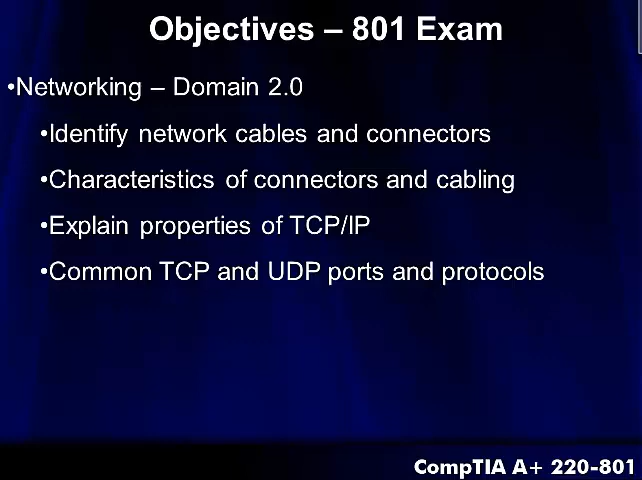 Objectives – 801 Exam
•Networking – Domain 2.0
•Identify network cables and connectors
•Characteristics of connectors and cabling
•Explain properties of TCP/IP
•Common TCP and UDP ports and protocols
CompTIA A+ 220-801